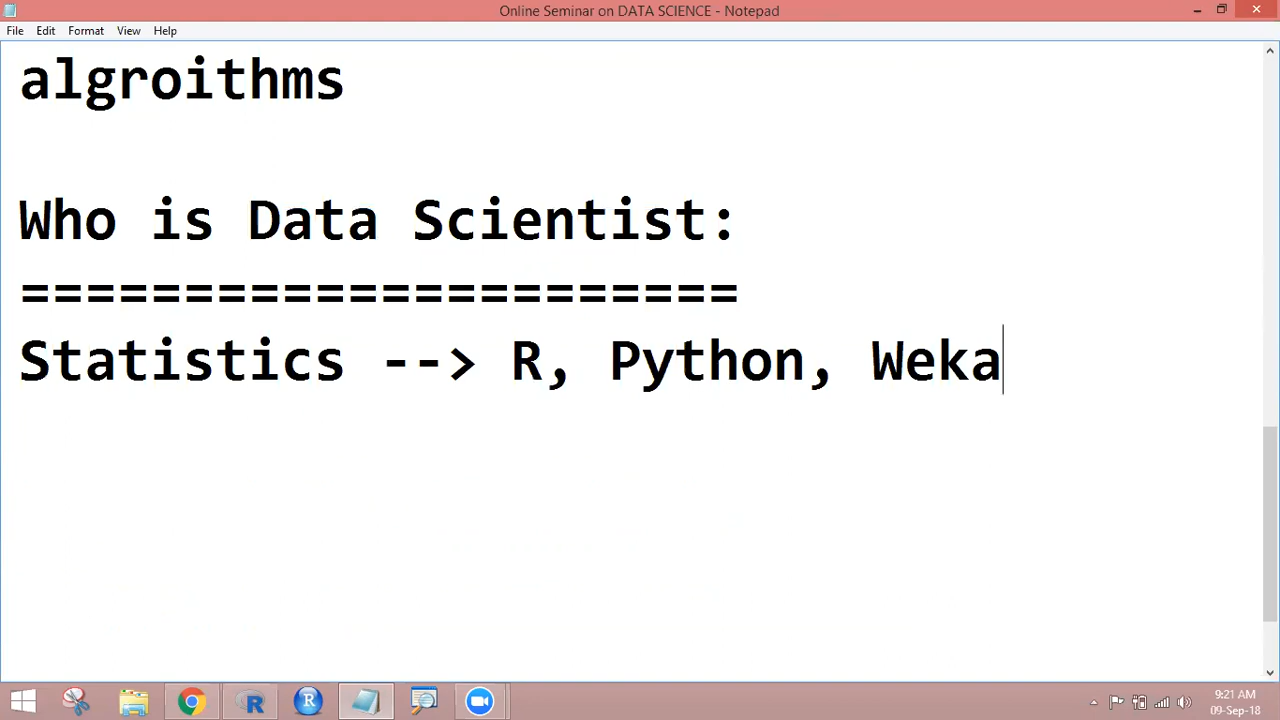 Online Seminar on DATA SCIENCE - Notepad
File Edit Format View Help
algroithms
Who is Data Scientist:
======================
Statistics --> R, Python, Weka
9:21 AM
09-Sep-18